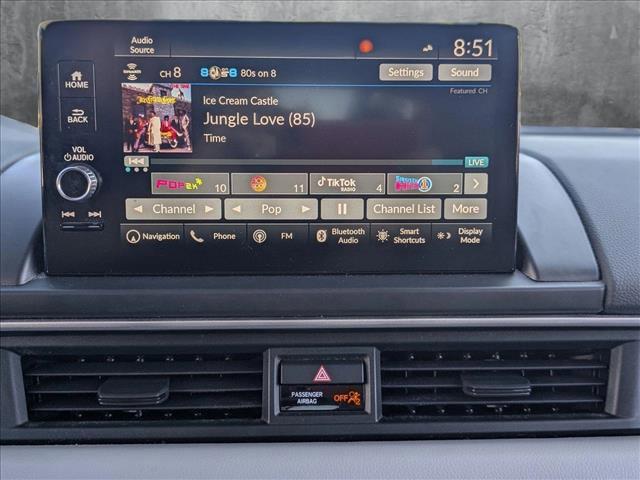 Audio Source
8:51
HOME
BACK
VOL
AUDIO
SiriusXM
CH 8
80s on 8
Settings
Sound
Featured CH
Ice Cream Castle
Jungle Love (85)
Time
LIVE
POP2K 10
11
TikTok RADIO 4
2
Channel
Pop
Channel List
More
Navigation
Phone
FM
Bluetooth Audio
Smart Shortcuts
Display Mode
PASSENGER AIRBAG
OFF